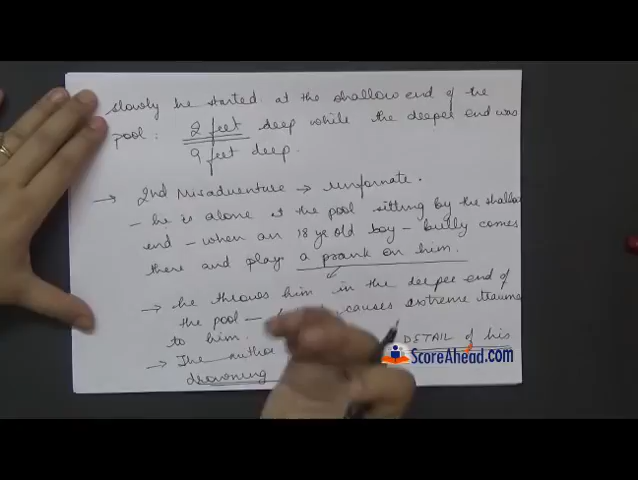 slowly he started at the shallow end of the
pool: 2 feet deep while the deeper end was
9 feet deep.
→ 2nd Misadventure → unfornate.
- he is alone at the pool sitting by the shallow
end - when an 18 ye old boy - bully comes
there and plays a prank on him.
→ he throws him in the deeper end of
the pool - causes extreme trauma
to him.
→ The autho DETAIL of his
drowning
ScoreAhead.com